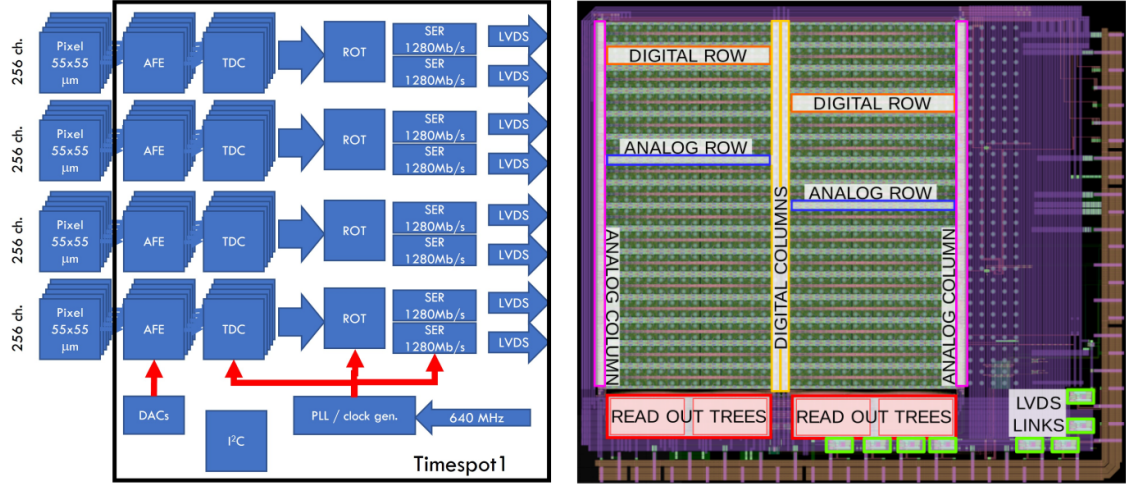 256 ch.
Pixel
55x55
μm
AFE
TDC
ROT
SER
1280Mb/s
SER
1280Mb/s
LVDS
LVDS
256 ch.
Pixel
55x55
μm
AFE
TDC
ROT
SER
1280Mb/s
SER
1280Mb/s
LVDS
LVDS
256 ch.
Pixel
55x55
μm
AFE
TDC
ROT
SER
1280Mb/s
SER
1280Mb/s
LVDS
LVDS
256 ch.
Pixel
55x55
μm
AFE
TDC
ROT
SER
1280Mb/s
SER
1280Mb/s
LVDS
LVDS
DACs
I²C
PLL / clock gen.
640 MHz
Timespot1
DIGITAL ROW
DIGITAL ROW
ANALOG ROW
ANALOG ROW
ANALOG COLUMN
DIGITAL COLUMNS
ANALOG COLUMN
READ OUT TREES
READ OUT TREES
LVDS
LINKS